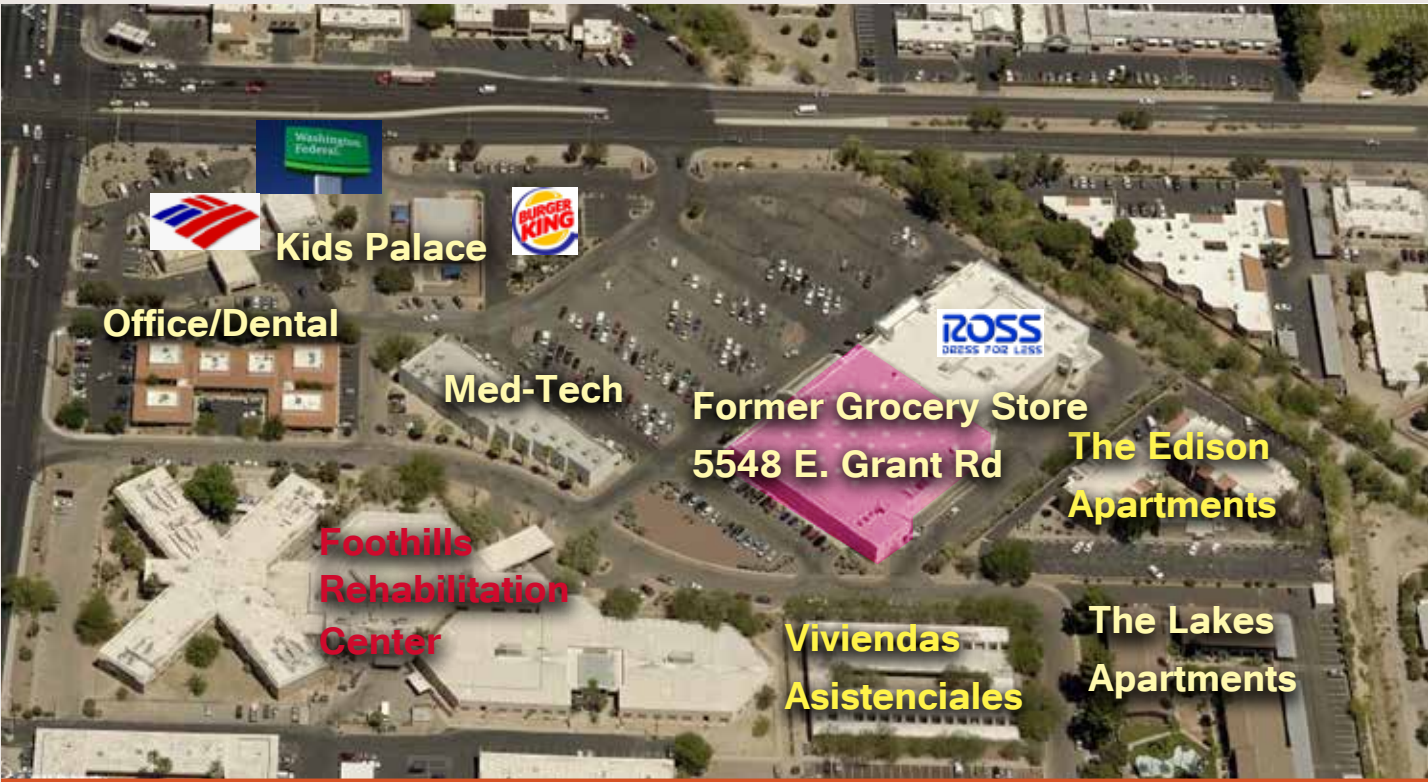 Washington
Federal.
BURGER
KING
Kids Palace
Office/Dental
ROSS
DRESS FOR LESS
Med-Tech
Former Grocery Store
5548 E. Grant Rd
The Edison
Apartments
Foothills
Rehabilitation
Center
Viviendas
Asistenciales
The Lakes
Apartments